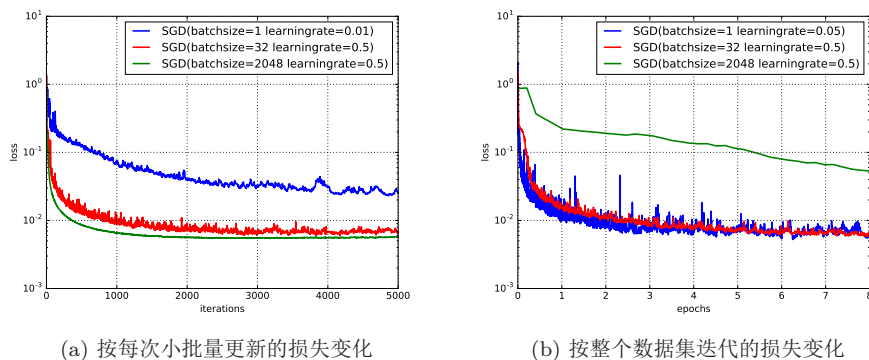 10^1
10^0
10^-1
10^-2
10^-3
loss
0
1000
2000
3000
4000
5000
iterations
SGD(batchsize=1 learningrate=0.01)
SGD(batchsize=32 learningrate=0.5)
SGD(batchsize=2048 learningrate=0.5)
(a) 按每次小批量更新的损失变化
10^1
10^0
10^-1
10^-2
10^-3
loss
0
1
2
3
4
5
6
7
8
epochs
SGD(batchsize=1 learningrate=0.05)
SGD(batchsize=32 learningrate=0.5)
SGD(batchsize=2048 learningrate=0.5)
(b) 按整个数据集迭代的损失变化